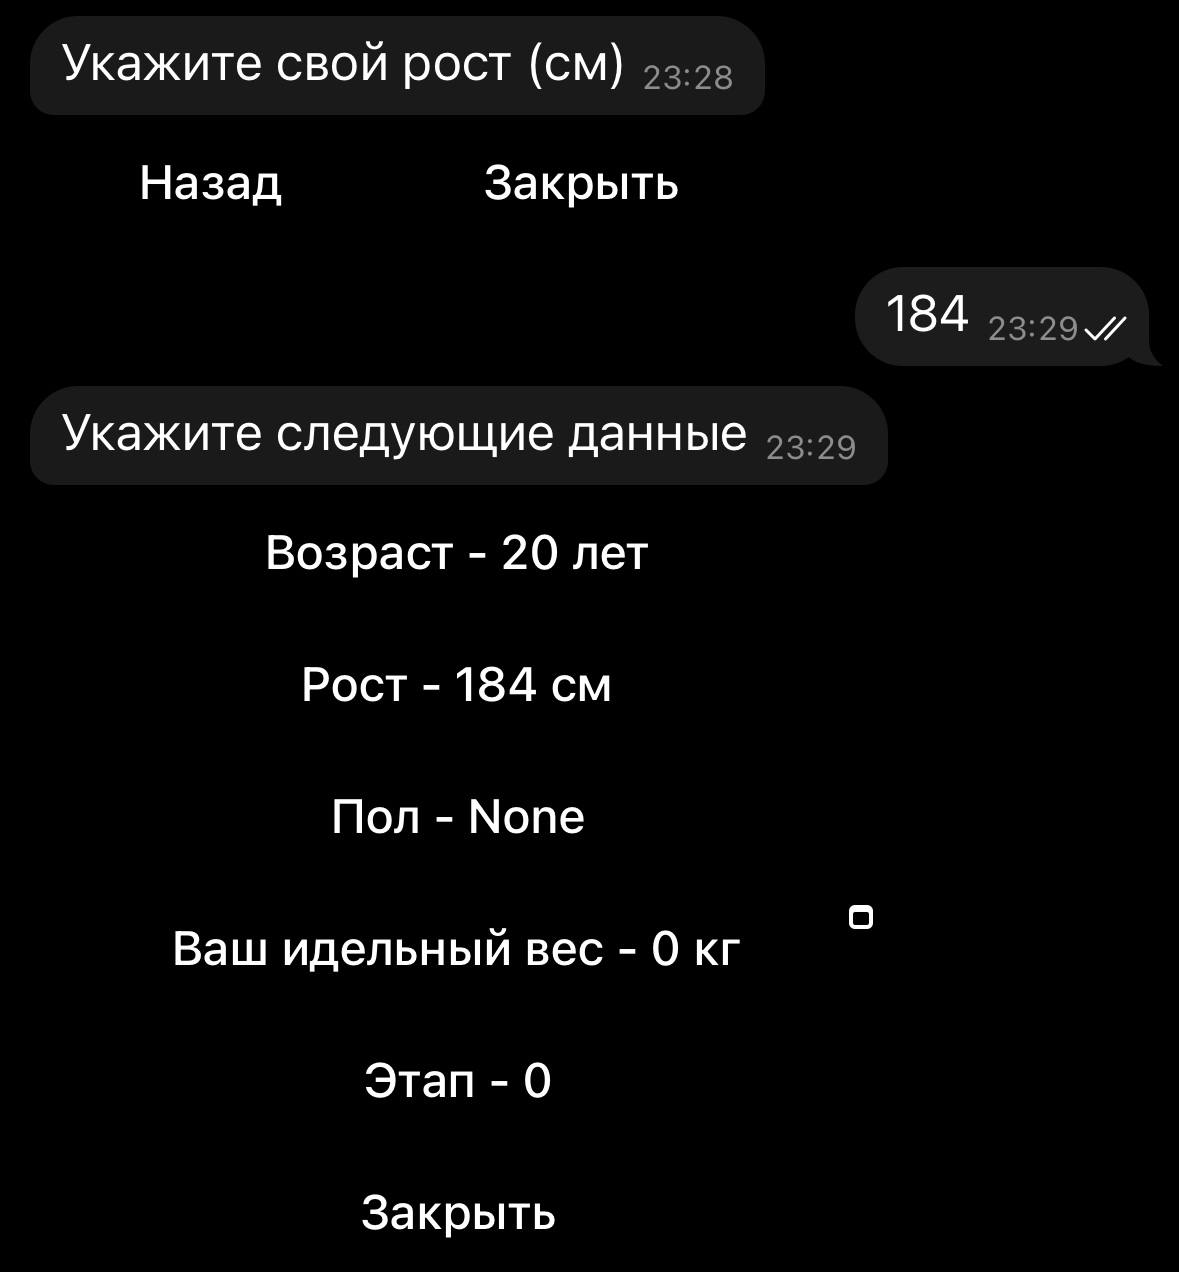 Укажите свой рост (см) 23:28
Назад Закрыть
184 23:29
Укажите следующие данные 23:29
Возраст - 20 лет
Рост - 184 см
Пол - None
Ваш идельный вес - 0 кг
Этап - 0
Закрыть